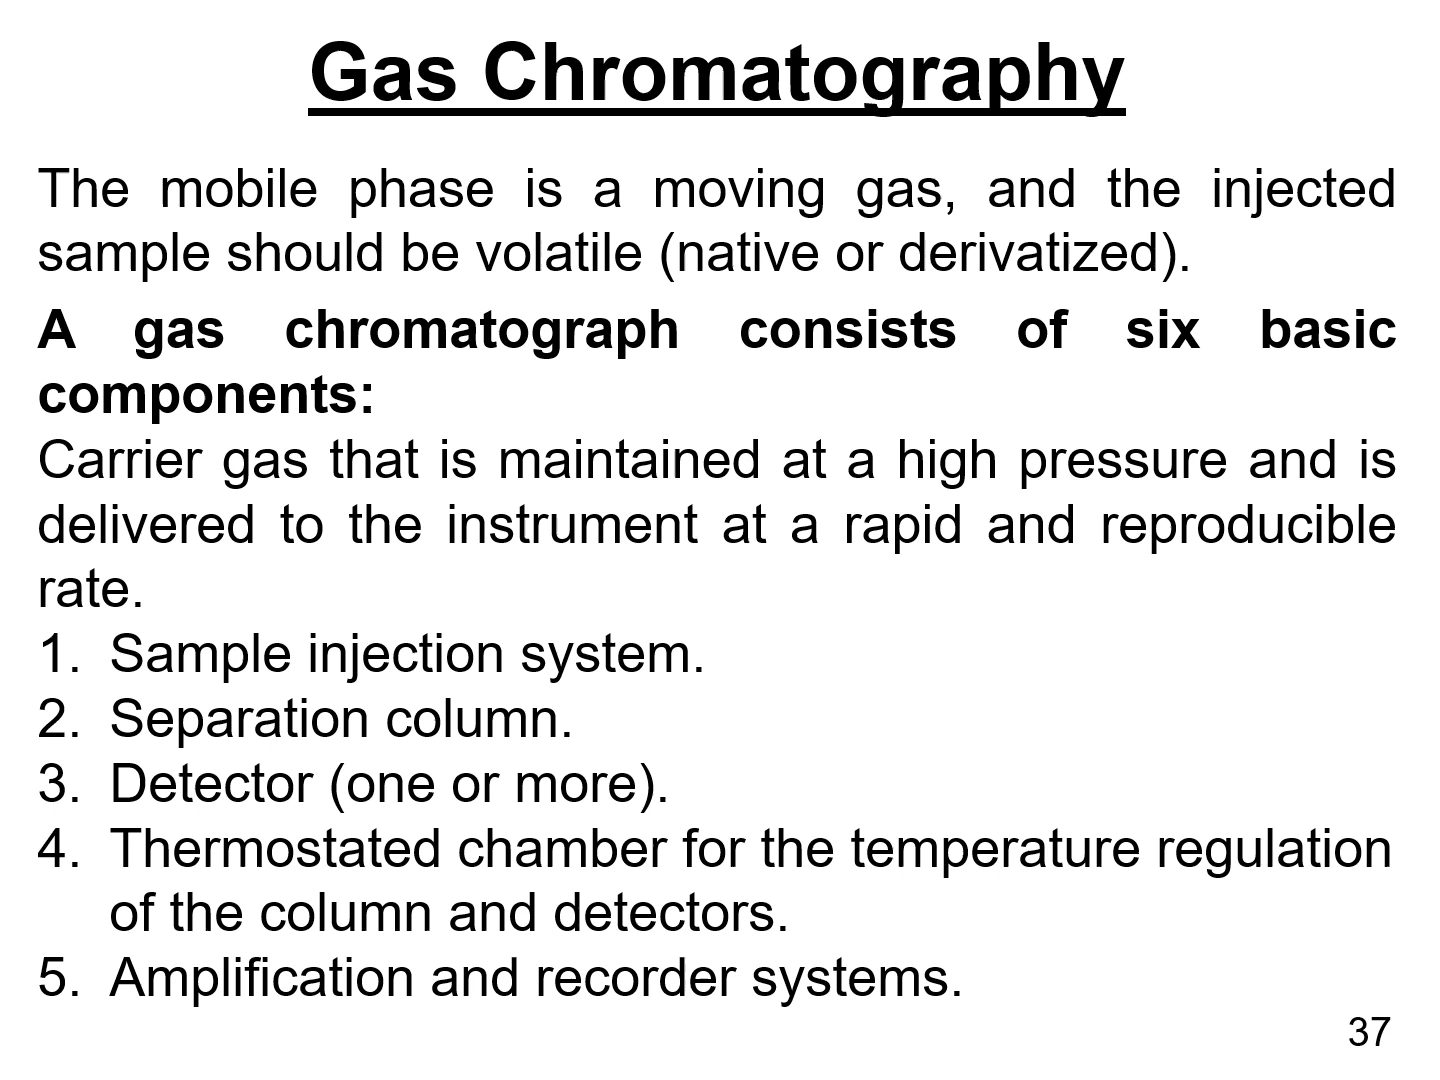 Gas Chromatography
The mobile phase is a moving gas, and the injected
sample should be volatile (native or derivatized).
A gas chromatograph consists of six basic
components:
Carrier gas that is maintained at a high pressure and is
delivered to the instrument at a rapid and reproducible
rate.
1. Sample injection system.
2. Separation column.
3. Detector (one or more).
4. Thermostated chamber for the temperature regulation
of the column and detectors.
5. Amplification and recorder systems.
37